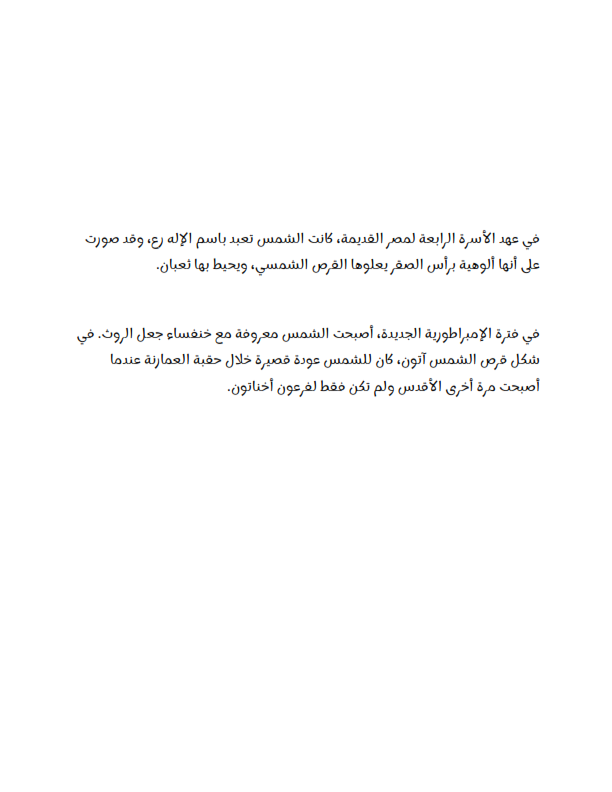 في عهد الأسرة الرابعة لمصر القديمة، كانت الشمس تعبد باسم الإله رع، وقد صورت
على أنها ألوهية برأس الصقر يعلوها القرص الشمسي، ويحيط بها ثعبان.
في فترة الإمبراطورية الجديدة، أصبحت الشمس معروفة مع خنفساء جعل الروث. في
شكل قرص الشمس آتون، كان للشمس عودة قصيرة خلال حقبة العمارنة عندما
أصبحت مرة أخرى الأقدس ولم تكن فقط لفرعون أخناتون.